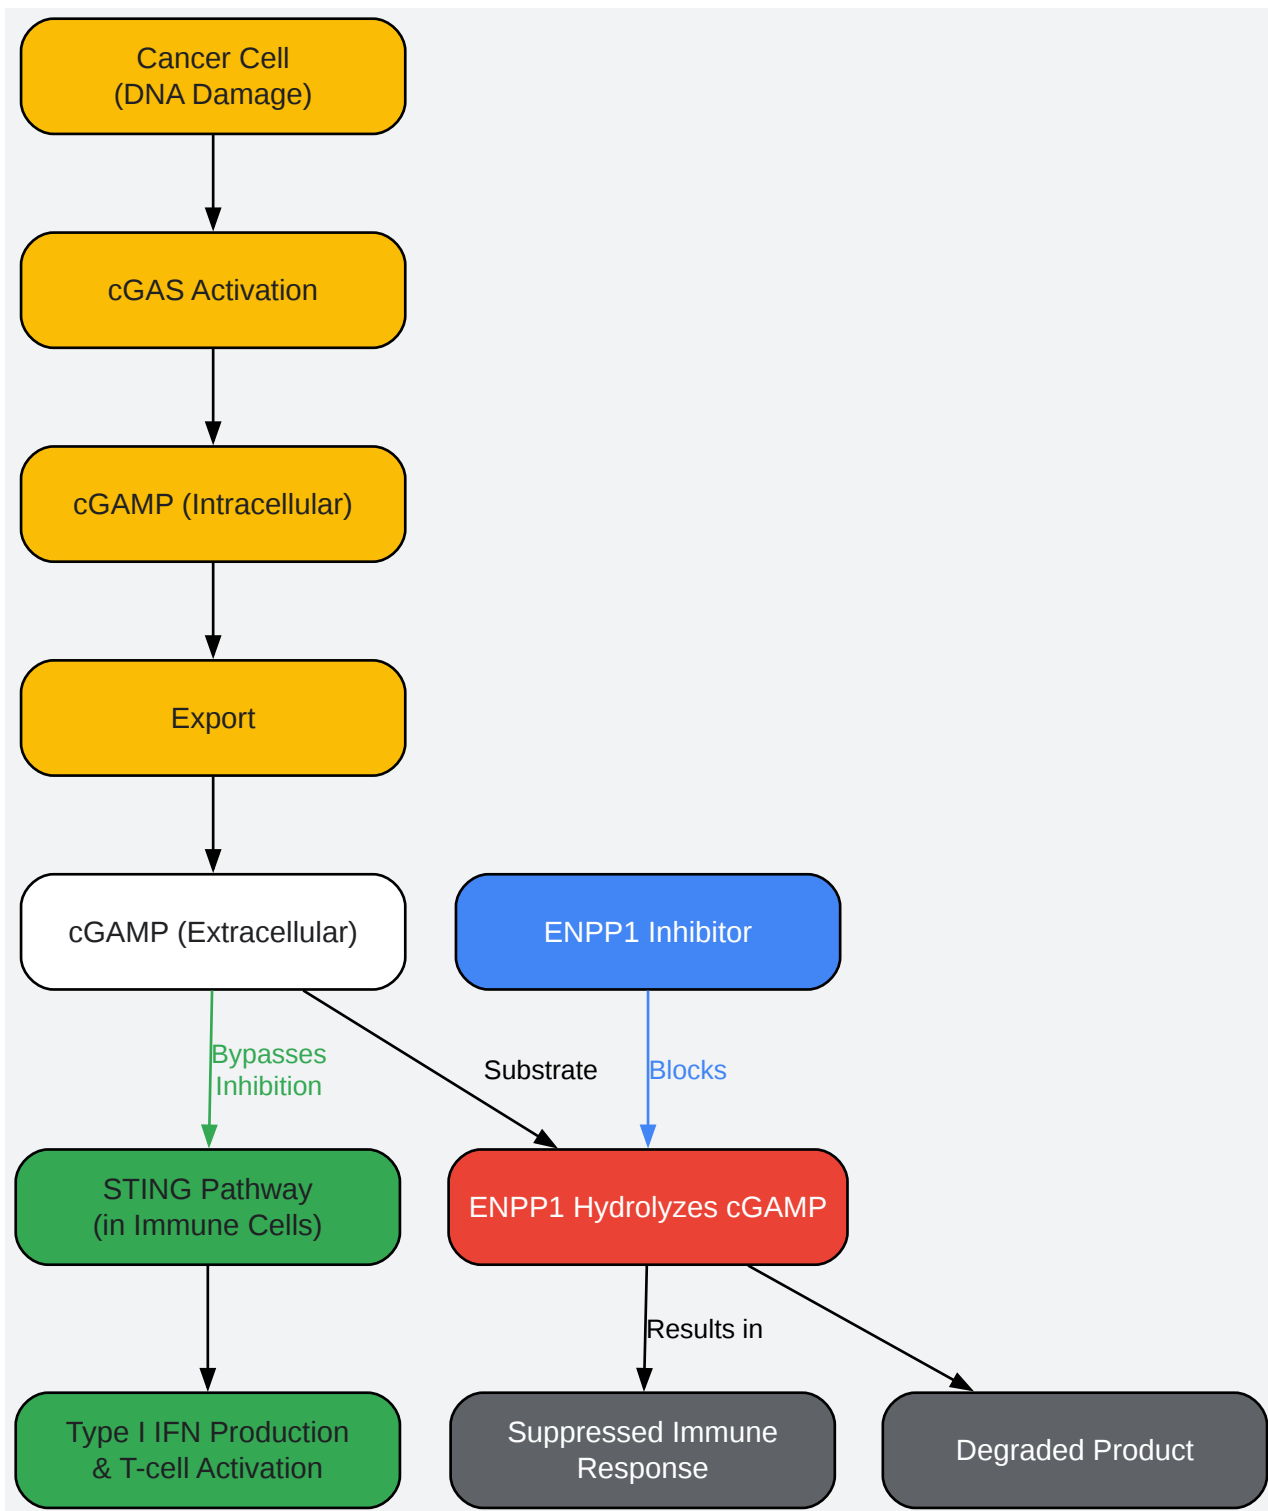 Cancer Cell
(DNA Damage)
cGAS Activation
cGAMP (Intracellular)
Export
cGAMP (Extracellular)
ENPP1 Inhibitor
Bypasses
Inhibition
Substrate
Blocks
STING Pathway
(in Immune Cells)
ENPP1 Hydrolyzes cGAMP
Results in
Type I IFN Production
& T-cell Activation
Suppressed Immune
Response
Degraded Product